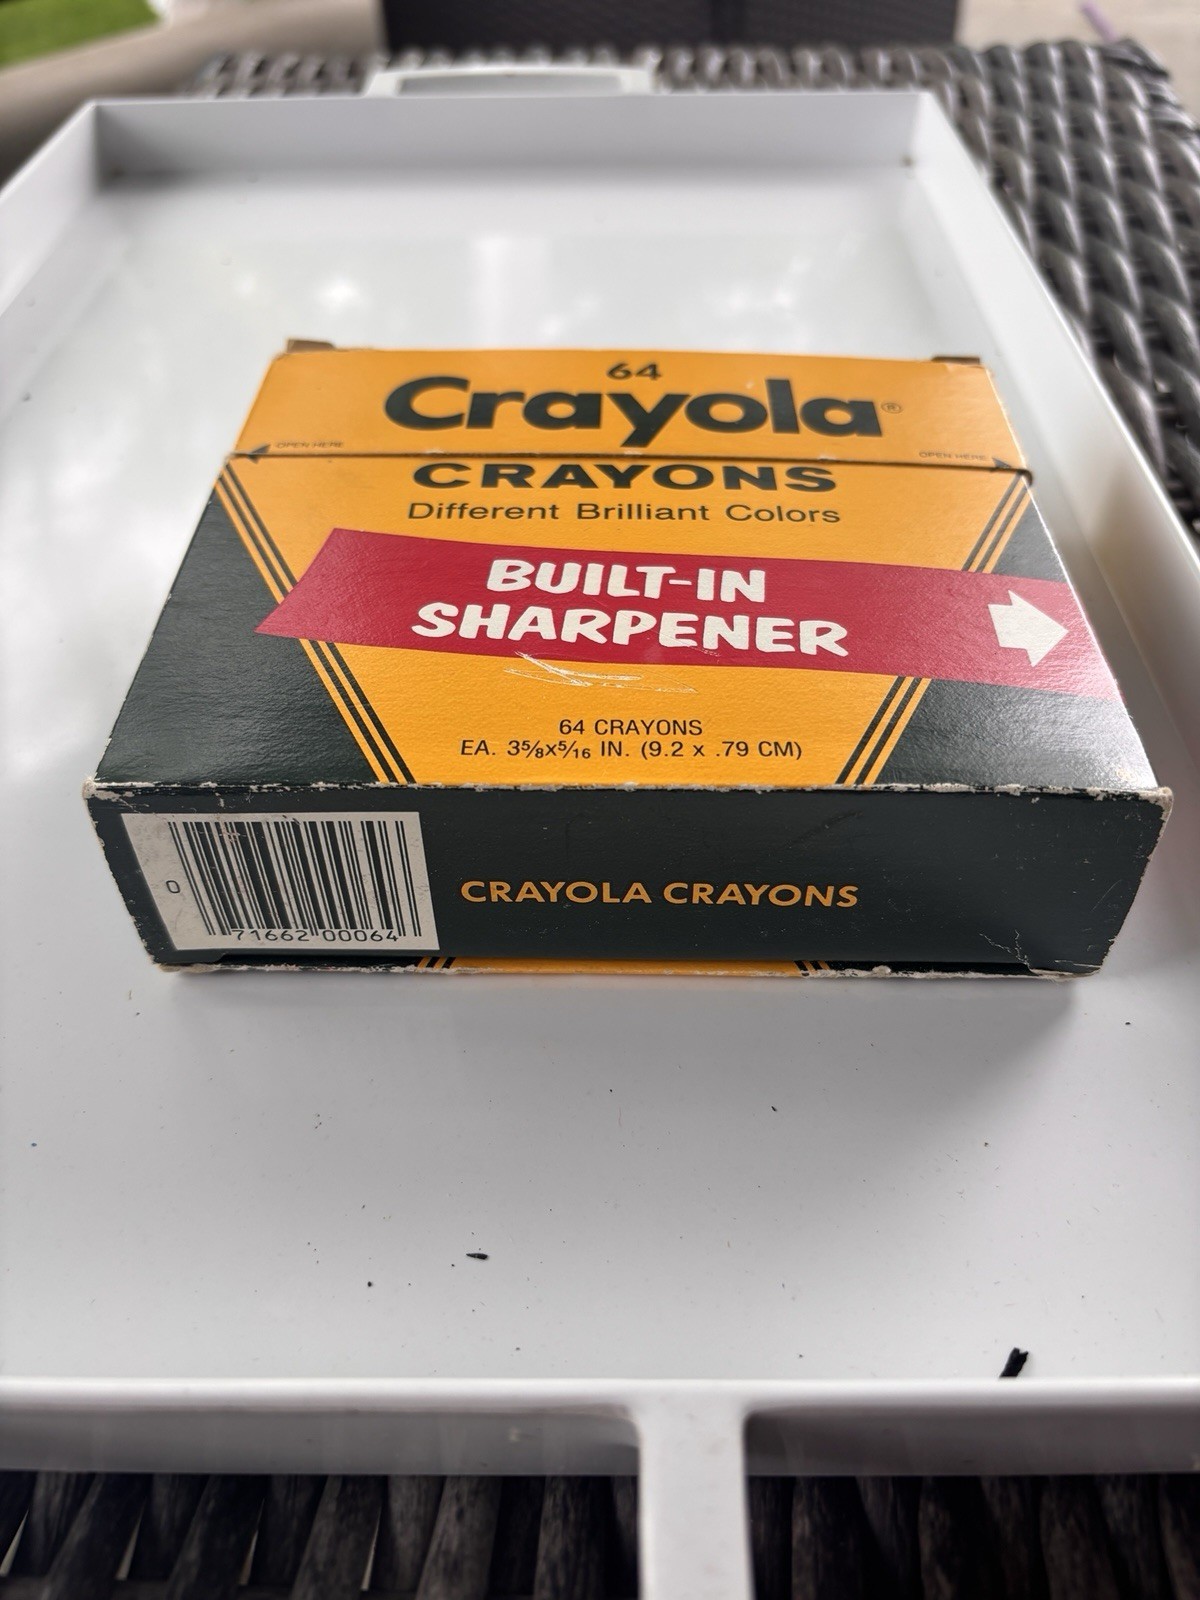 64
Crayola®
OPEN HERE
OPEN HERE
CRAYONS
Different Brilliant Colors
BUILT-IN
SHARPENER
64 CRAYONS
EA. 3⅝x5⁄16 IN. (9.2 x .79 CM)
CRAYOLA CRAYONS
0 71662 00064